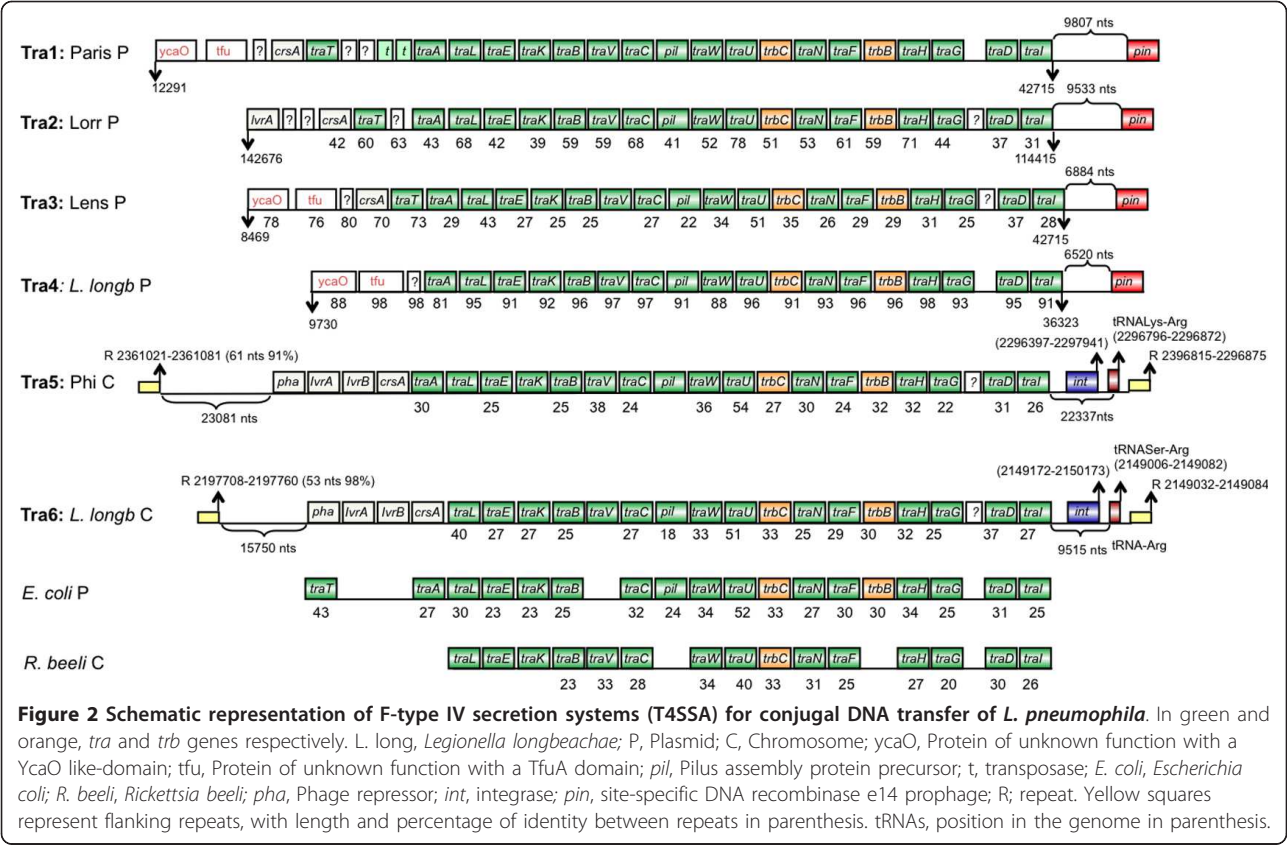 9807 nts
Tra1: Paris P ycaO tfu ? crsA traT ? ? t t traA traL traE traK traB traV traC pil traW traU trbC traN traF trbB traH traG traD traI pin
12291 42715
9533 nts
Tra2: Lorr P lvrA ? ? crsA traT ? traA traL traE traK traB traV traC pil traW traU trbC traN traF trbB traH traG ? traD traI pin
42 60 63 43 68 42 39 59 59 68 41 52 78 51 53 61 59 71 44 37 31
142676 114415
6884 nts
Tra3: Lens P ycaO tfu ? crsA traT traA traL traE traK traB traV traC pil traW traU trbC traN traF trbB traH traG ? traD traI pin
78 76 80 70 73 29 43 27 25 25 27 22 34 51 35 26 29 29 31 25 37 28
8469 42715
6520 nts
Tra4: L. longb P ycaO tfu ? traA traL traE traK traB traV traC pil traW traU trbC traN traF trbB traH traG traD traI pin
88 98 98 81 95 91 92 96 97 97 91 88 96 91 93 96 96 98 93 95 91
9730 36323
tRNALys-Arg
(2296397-2297941) (2296796-2296872)
R 2361021-2361081 (61 nts 91%) R 2396815-2296875
Tra5: Phi C pha lvrA lvrB crsA traA traL traE traK traB traV traC pil traW traU trbC traN traF trbB traH traG ? traD traI int
30 25 25 38 24 36 54 27 30 24 32 32 22 31 26
23081 nts 22337nts
tRNASer-Arg
(2149172-2150173) (2149006-2149082)
R 2197708-2197760 (53 nts 98%) R 2149032-2149084
Tra6: L. longb C pha lvrA lvrB crsA traL traE traK traB traV traC pil traW traU trbC traN traF trbB traH traG ? traD traI int
40 27 27 25 27 18 33 51 33 25 29 30 32 25 37 27
15750 nts 9515 nts tRNA-Arg
E. coli P traT traA traL traE traK traB traC pil traW traU trbC traN traF trbB traH traG traD traI
43 27 30 23 23 25 32 24 34 52 33 27 30 30 34 25 31 25
R. beeli C traL traE traK traB traV traC traW traU trbC traN traF traH traG traD traI
23 33 28 34 40 33 31 25 27 20 30 26
Figure 2 Schematic representation of F-type IV secretion systems (T4SSA) for conjugal DNA transfer of L. pneumophila. In green and
orange, tra and trb genes respectively. L. long, Legionella longbeachae; P, Plasmid; C, Chromosome; ycaO, Protein of unknown function with a
YcaO like-domain; tfu, Protein of unknown function with a TfuA domain; pil, Pilus assembly protein precursor; t, transposase; E. coli, Escherichia
coli; R. beeli, Rickettsia beeli; pha, Phage repressor; int, integrase; pin, site-specific DNA recombinase e14 prophage; R; repeat. Yellow squares
represent flanking repeats, with length and percentage of identity between repeats in parenthesis. tRNAs, position in the genome in parenthesis.